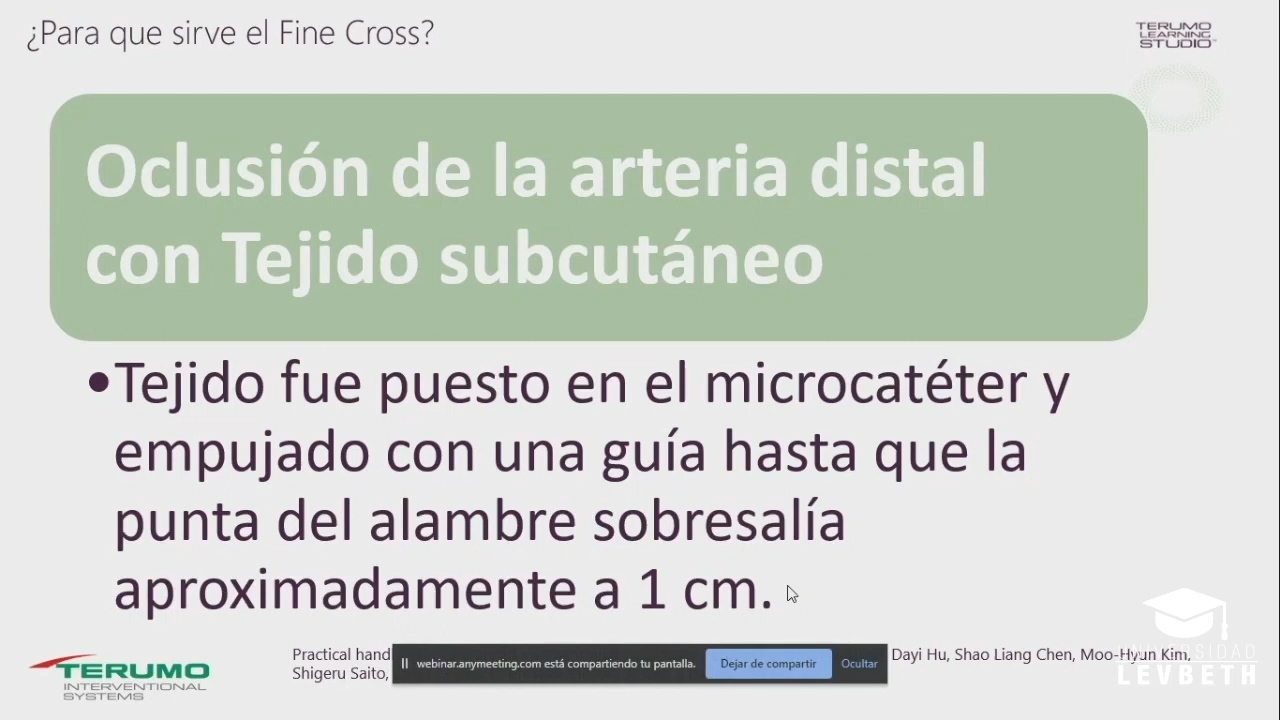 ¿Para que sirve el Fine Cross?
TERUMO
LEARNING
STUDIO
Oclusión de la arteria distal
con Tejido subcutáneo
•Tejido fue puesto en el microcatéter y
empujado con una guía hasta que la
punta del alambre sobresalía
aproximadamente a 1 cm.
TERUMO
INTERVENTIONAL
SYSTEMS
Practical hand
Dayi Hu, Shao Liang Chen, Moo-Hyun Kim,
Shigeru Saito,
webinar.anymeeting.com está compartiendo tu pantalla.
Dejar de compartir
Ocultar
UNIVERSIDAD
LEVBETH